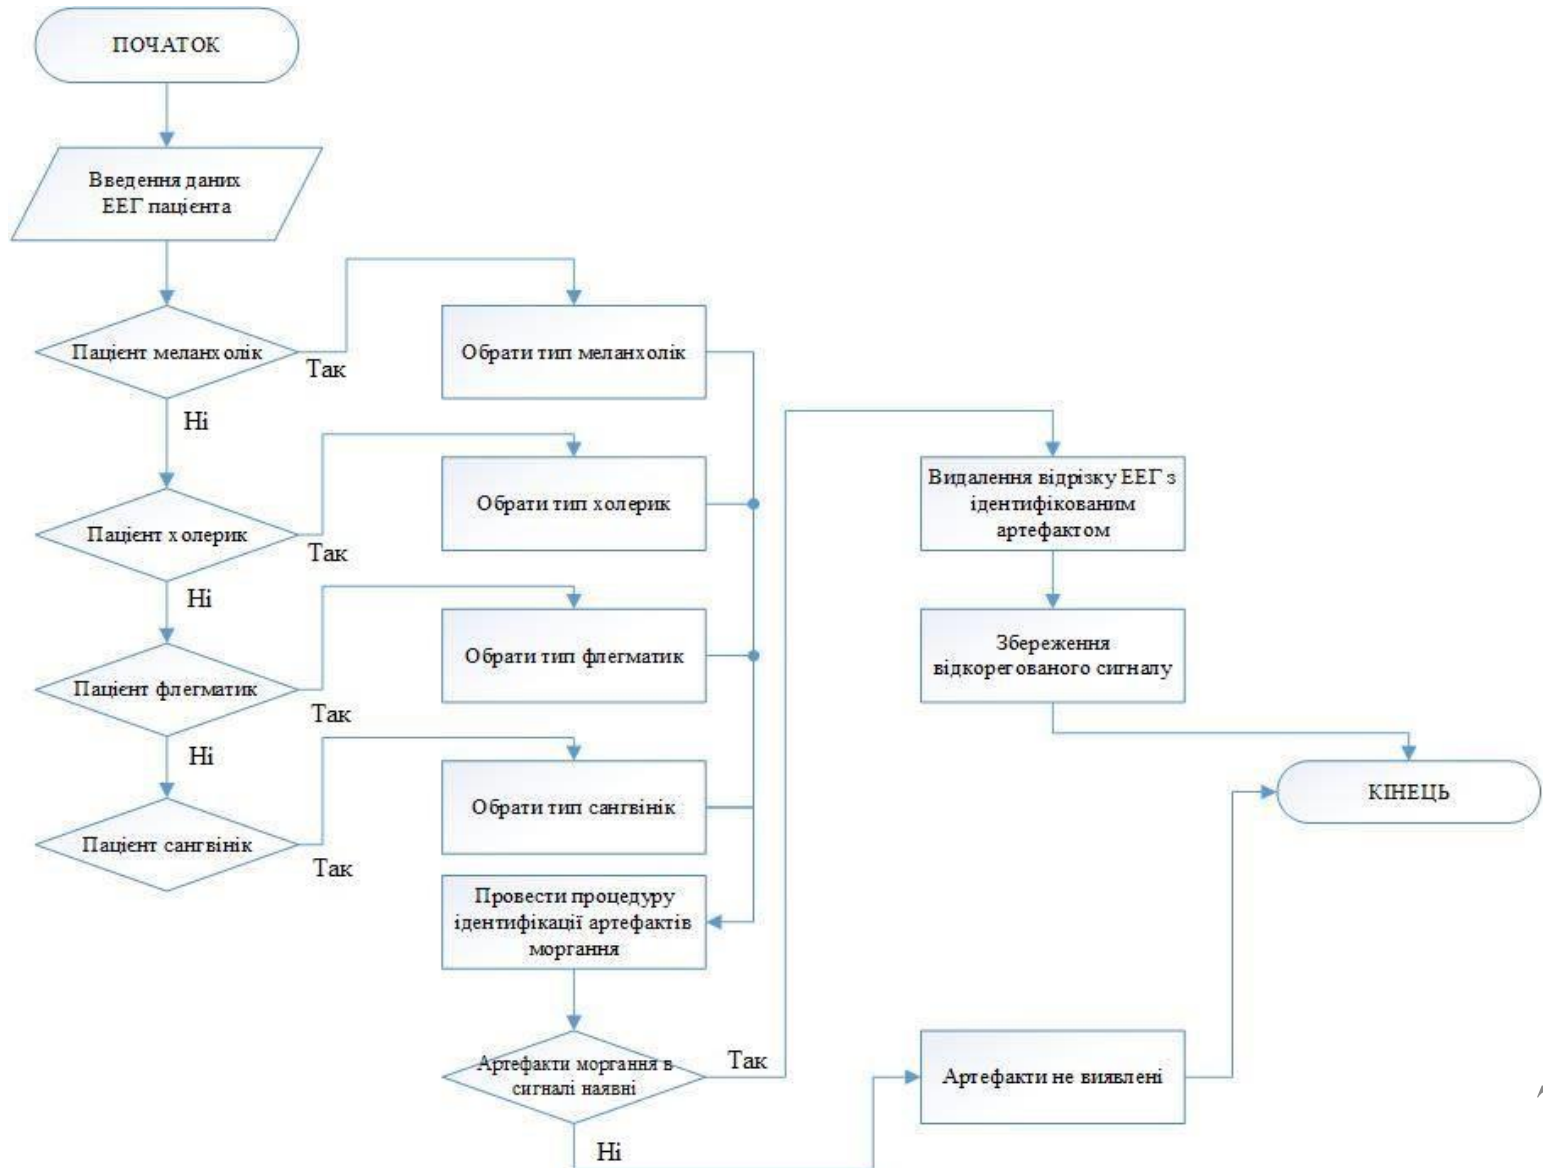 ПОЧАТОК
Введення даних
ЕЕГ пацієнта
Пацієнт меланхолік
Так
Обрати тип меланхолік
Ні
Пацієнт холерик
Так
Обрати тип холерик
Ні
Пацієнт флегматик
Так
Обрати тип флегматик
Ні
Пацієнт сангвінік
Так
Обрати тип сангвінік
Провести процедуру
ідентифікації артефактів
моргання
Артефакти моргання в
сигналі наявні
Так
Ні
Видалення відрізку ЕЕГ з
ідентифікованим
артефактом
Збереження
відкорегованого сигналу
Артефакти не виявлені
КІНЕЦЬ